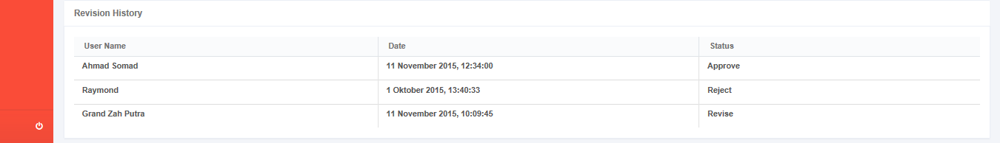 Revision History
User Name Date Status
Ahmad Somad 11 November 2015, 12:34:00 Approve
Raymond 1 Oktober 2015, 13:40:33 Reject
Grand Zah Putra 11 November 2015, 10:09:45 Revise